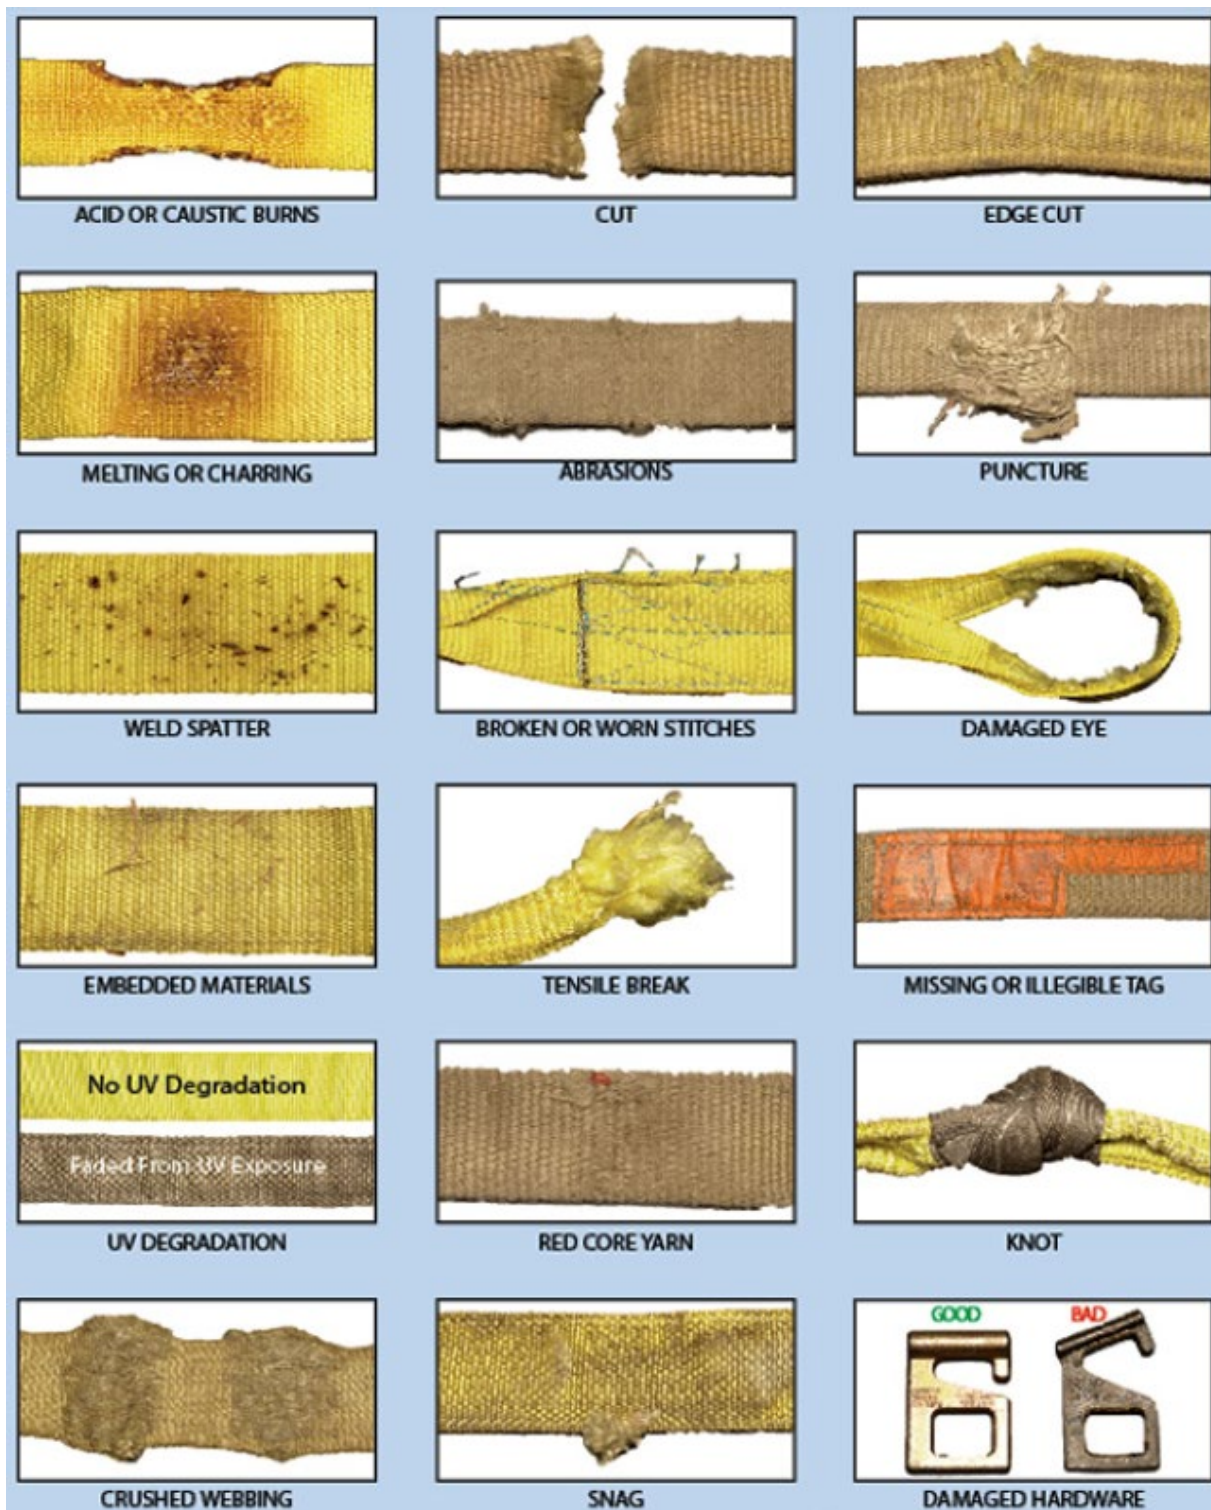 ACID OR CAUSTIC BURNS
CUT
EDGE CUT
MELTING OR CHARRING
ABRASIONS
PUNCTURE
WELD SPATTER
BROKEN OR WORN STITCHES
DAMAGED EYE
EMBEDDED MATERIALS
TENSILE BREAK
MISSING OR ILLEGIBLE TAG
No UV Degradation
Faded From UV Exposure
UV DEGRADATION
RED CORE YARN
KNOT
GOOD
BAD
CRUSHED WEBBING
SNAG
DAMAGED HARDWARE